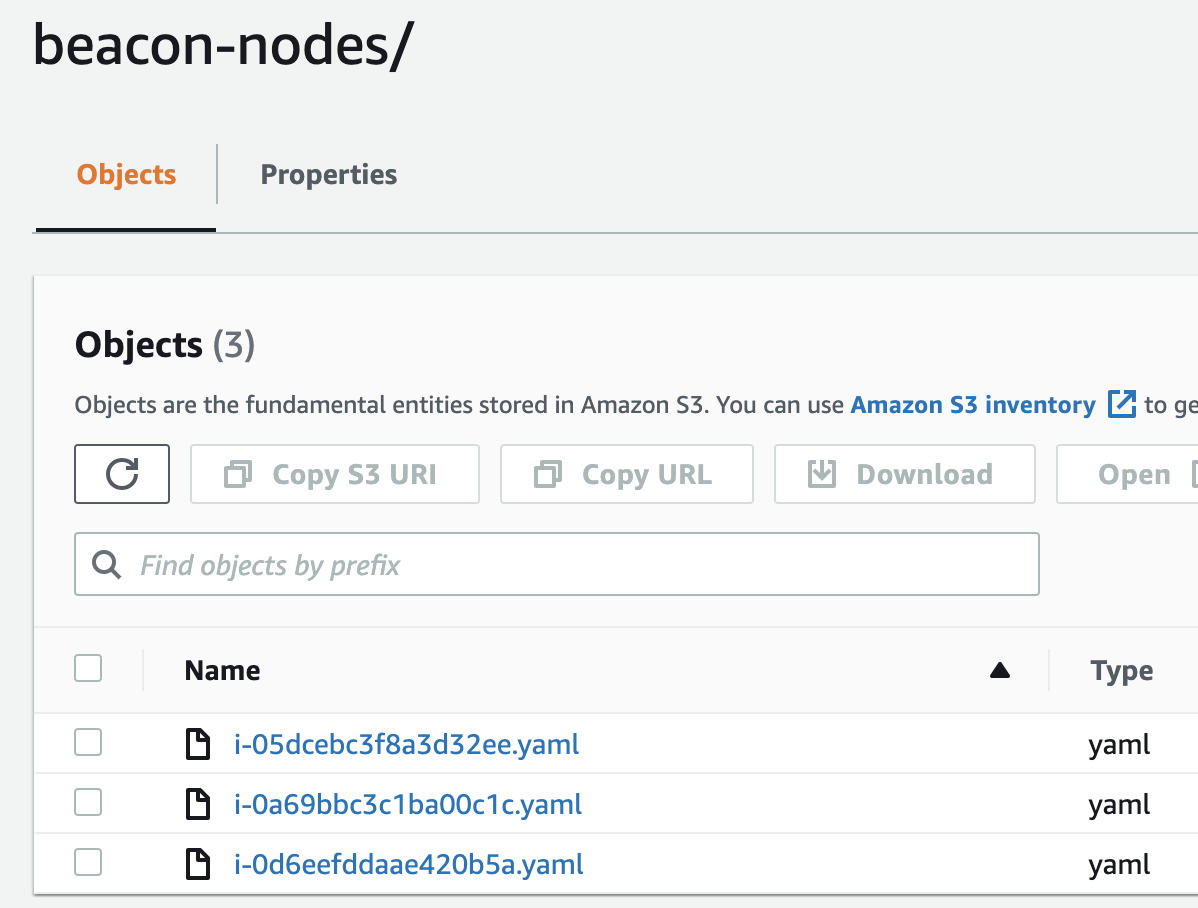 beacon-nodes/
Objects Properties
Objects (3)
Objects are the fundamental entities stored in Amazon S3. You can use Amazon S3 inventory to ge
Copy S3 URI Copy URL Download Open
Find objects by prefix
Name Type
i-05dcebc3f8a3d32ee.yaml yaml
i-0a69bbc3c1ba00c1c.yaml yaml
i-0d6eefddaae420b5a.yaml yaml